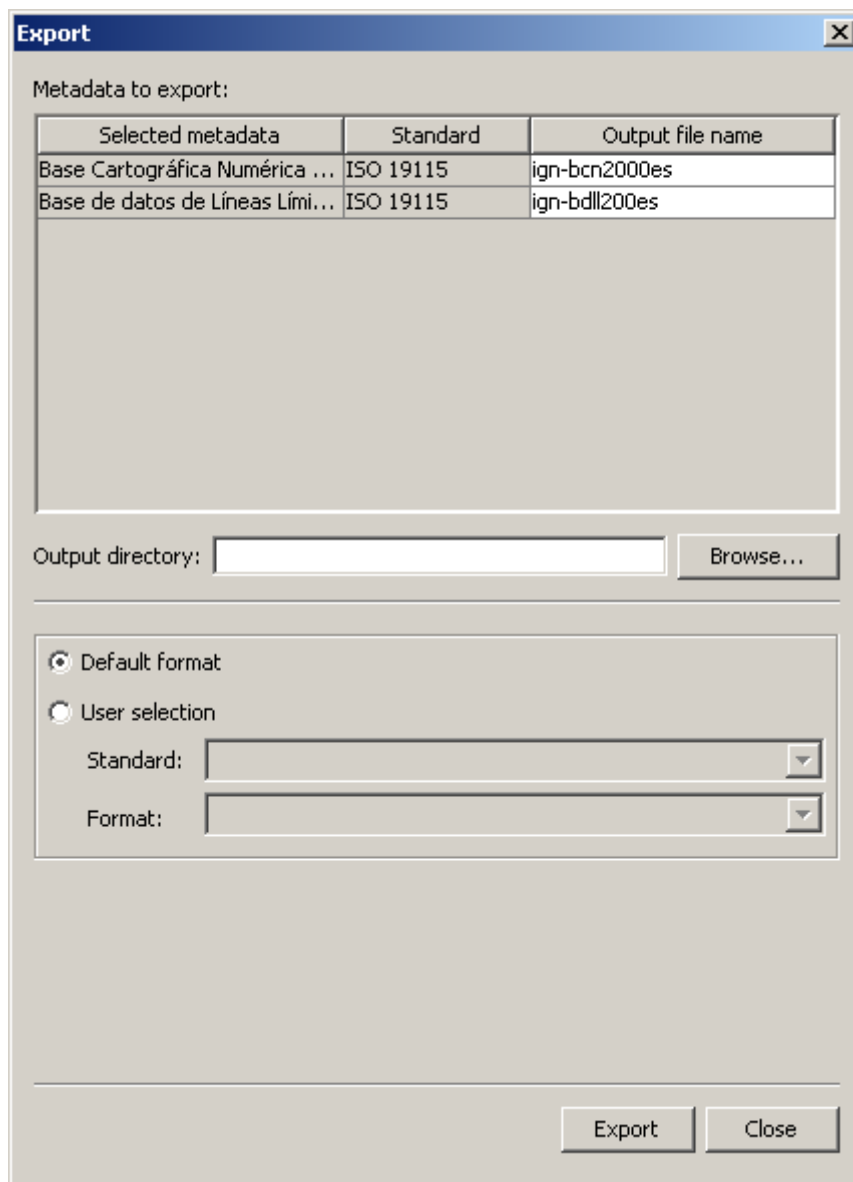 Export
Metadata to export:
Selected metadata Standard Output file name
Base Cartográfica Numérica ... ISO 19115 ign-bcn2000es
Base de datos de Líneas Lími... ISO 19115 ign-bdll200es
Output directory: Browse...
Default format
User selection
Standard:
Format:
Export Close